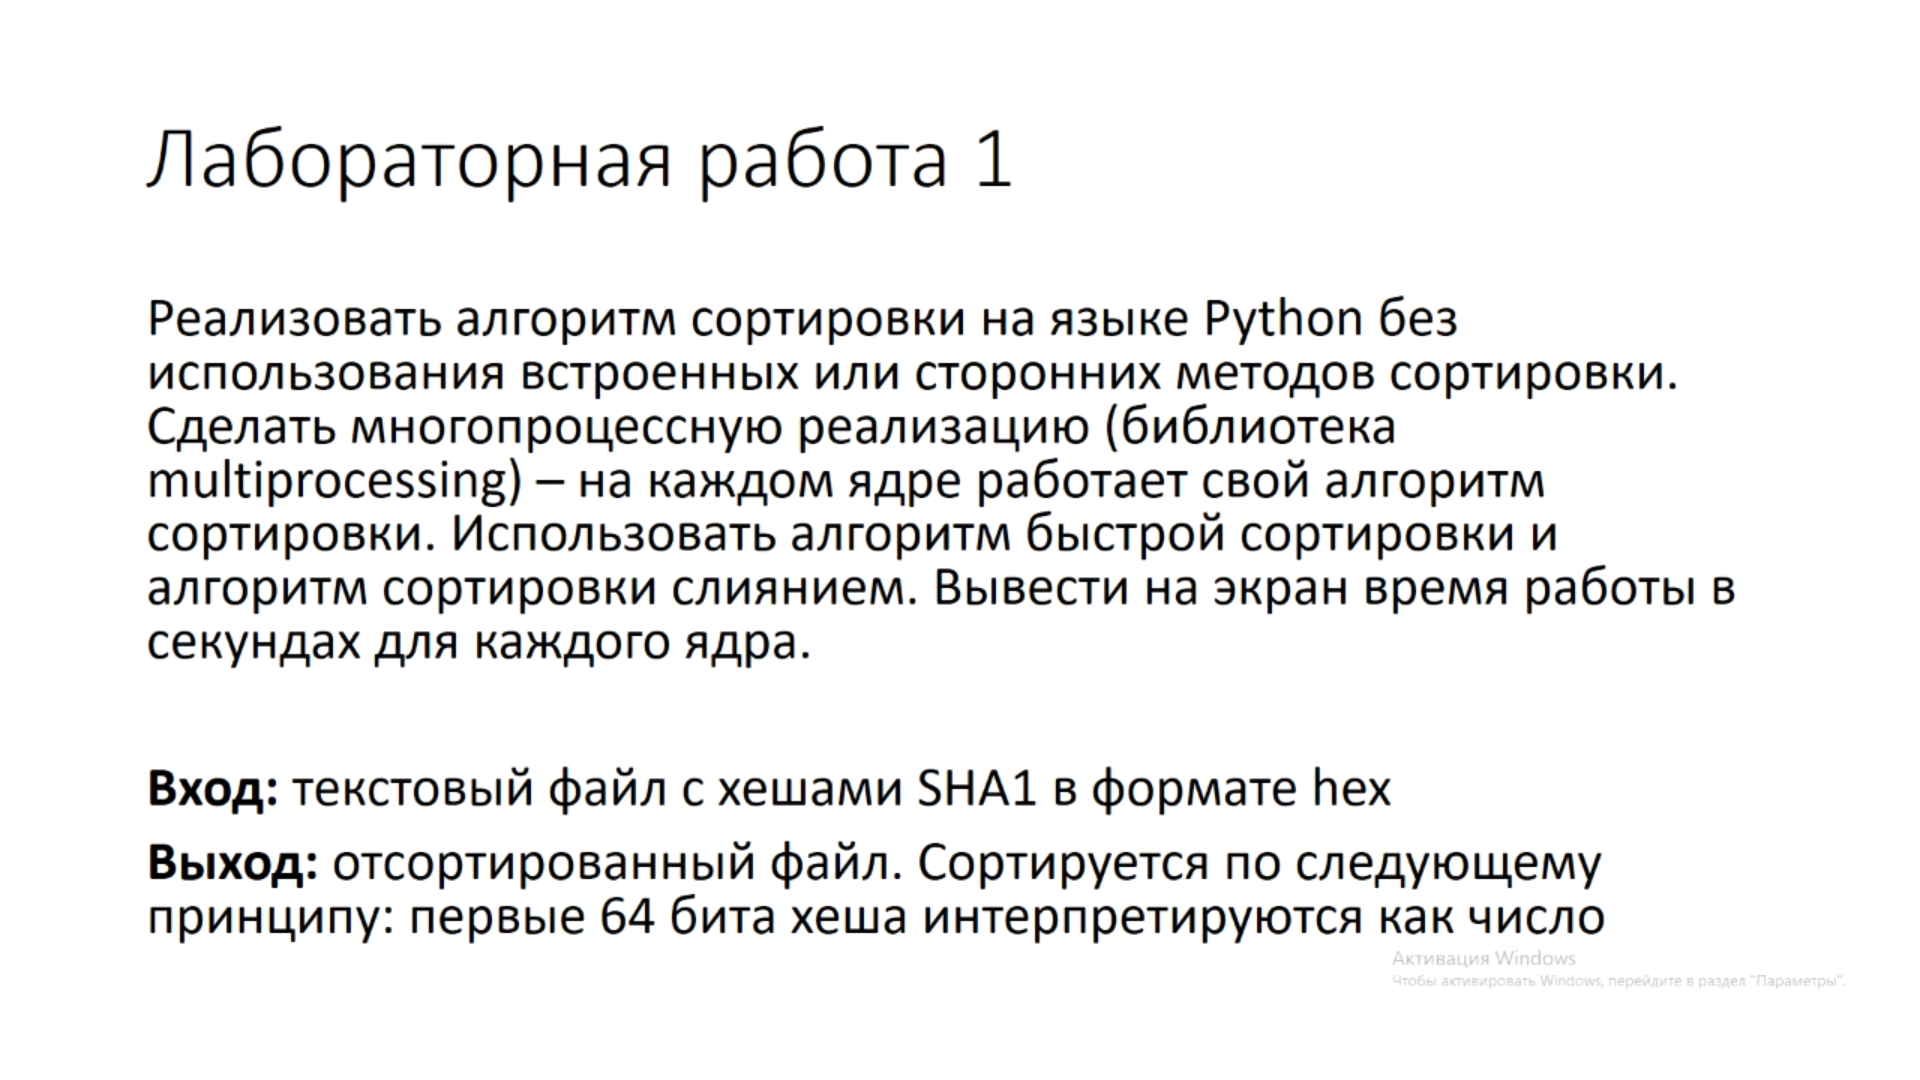 Лабораторная работа 1
Реализовать алгоритм сортировки на языке Python без
использования встроенных или сторонних методов сортировки.
Сделать многопроцессную реализацию (библиотека
multiprocessing) – на каждом ядре работает свой алгоритм
сортировки. Использовать алгоритм быстрой сортировки и
алгоритм сортировки слиянием. Вывести на экран время работы в
секундах для каждого ядра.
Вход: текстовый файл с хешами SHA1 в формате hex
Выход: отсортированный файл. Сортируется по следующему
принципу: первые 64 бита хеша интерпретируются как число
Активация Windows
Чтобы активировать Windows, перейдите в раздел "Параметры".